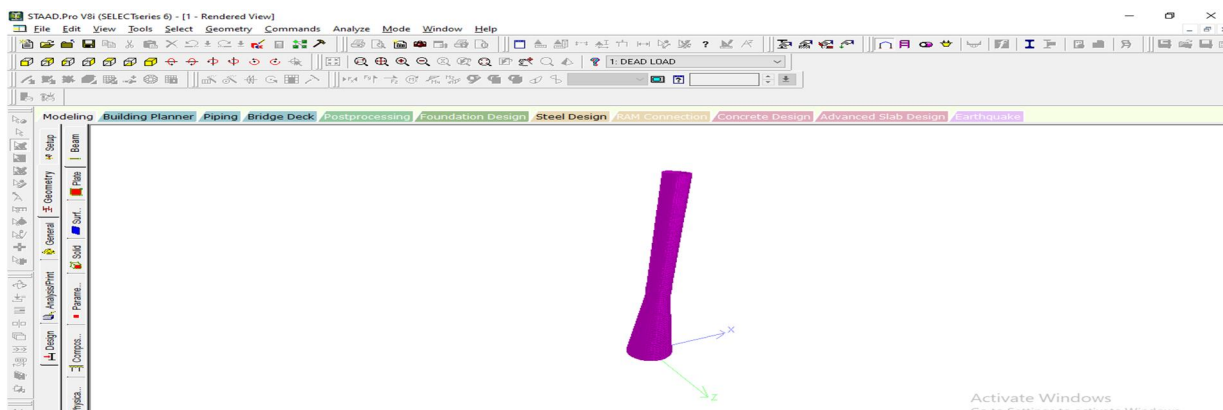 STAAD.Pro V8i (SELECTseries 6) - [1 - Rendered View]
File Edit View Tools Select Geometry Commands Analyze Mode Window Help
1: DEAD LOAD
Modeling Building Planner Piping Bridge Deck Postprocessing Foundation Design Steel Design RAM Connection Concrete Design Advanced Slab Design Earthquake
Setup
Geometry
General
Analysis/Print
Design
Beam
Plate
Surf..
Solid
Parame...
Compos...
Physica...
X
Z
Activate Windows